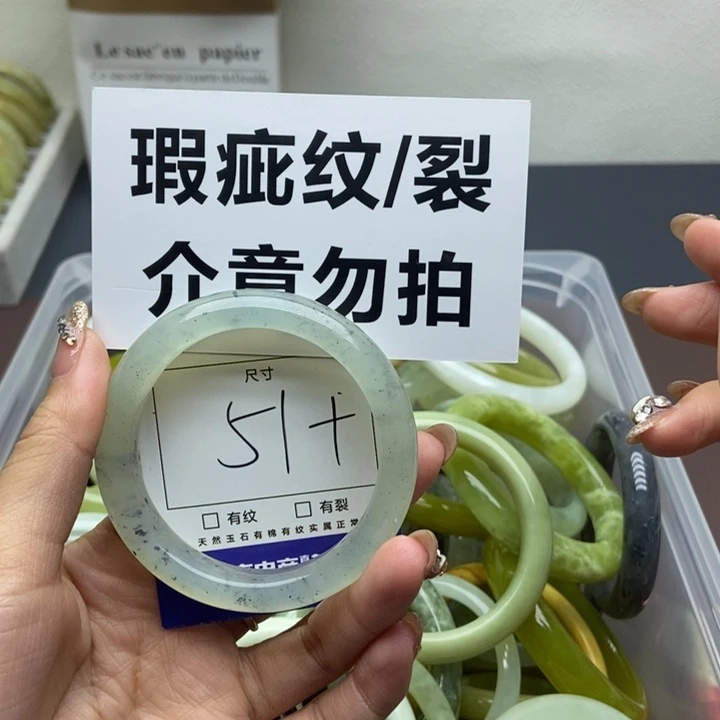 Le sac en papier
瑕疵纹/裂
介意勿拍
尺寸
51+
有纹
有裂
天然玉石有棉有纹实属正常